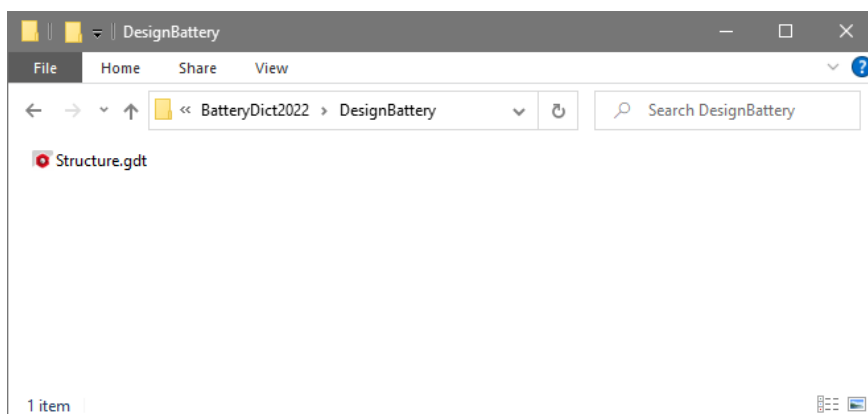 DesignBattery
File Home Share View
« BatteryDict2022 › DesignBattery Search DesignBattery
Structure.gdt
1 item